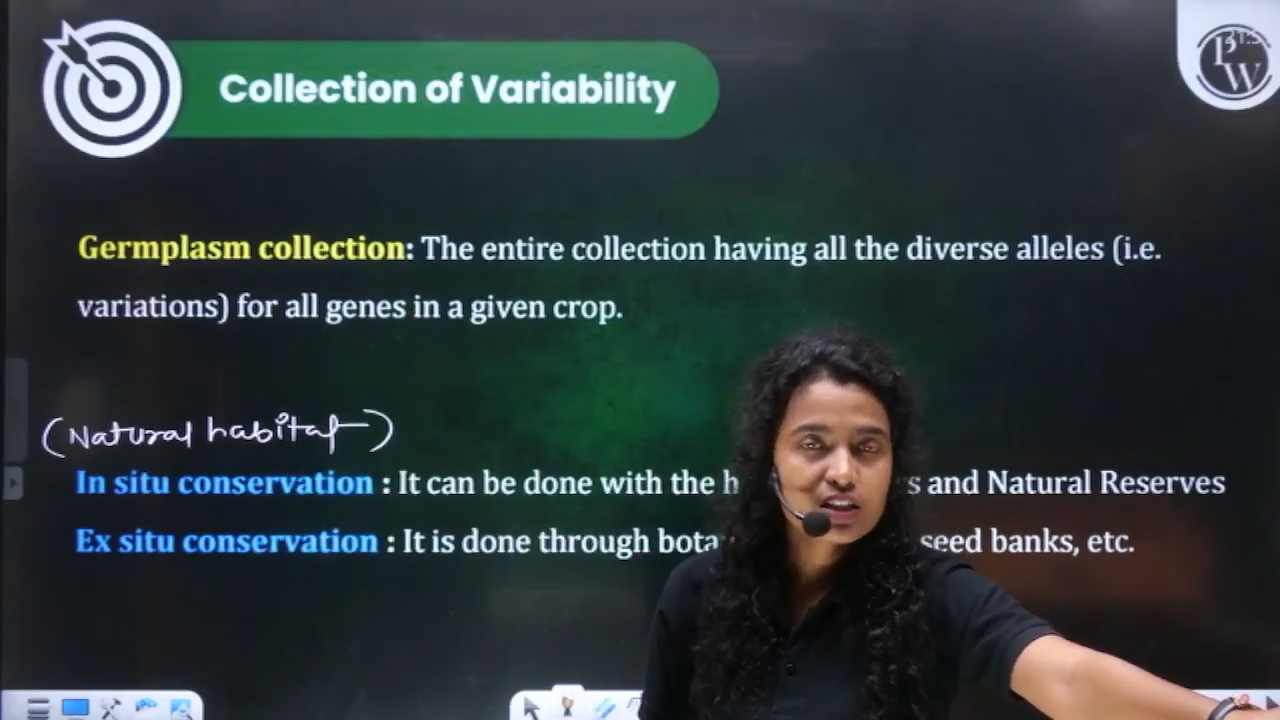 Collection of Variability
PW
Germplasm collection: The entire collection having all the diverse alleles (i.e.
variations) for all genes in a given crop.
(Natural habitat)
In situ conservation : It can be done with the and Natural Reserves
Ex situ conservation : It is done through seed banks, etc.